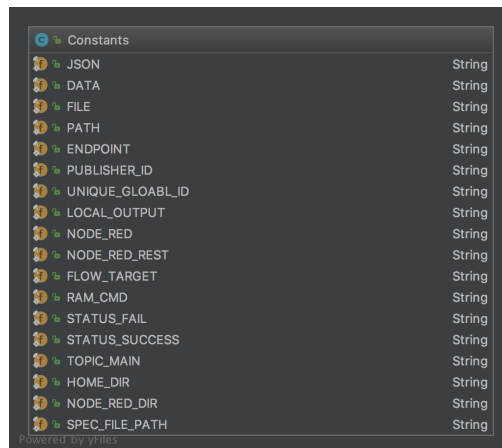 C Constants
f JSON String
f DATA String
f FILE String
f PATH String
f ENDPOINT String
f PUBLISHER_ID String
f UNIQUE_GLOABL_ID String
f LOCAL_OUTPUT String
f NODE_RED String
f NODE_RED_REST String
f FLOW_TARGET String
f RAM_CMD String
f STATUS_FAIL String
f STATUS_SUCCESS String
f TOPIC_MAIN String
f HOME_DIR String
f NODE_RED_DIR String
f SPEC_FILE_PATH String
Powered by yFiles